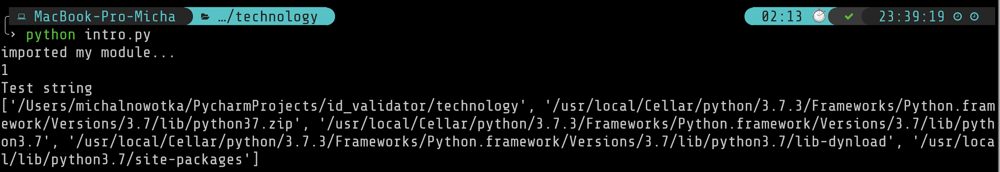 MacBook-Pro-Micha …/technology 02:13 23:39:19
python intro.py
imported my module...
1
Test string
['/Users/michalnowotka/PycharmProjects/id_validator/technology', '/usr/local/Cellar/python/3.7.3/Frameworks/Python.fram
ework/Versions/3.7/lib/python37.zip', '/usr/local/Cellar/python/3.7.3/Frameworks/Python.framework/Versions/3.7/lib/pyth
on3.7', '/usr/local/Cellar/python/3.7.3/Frameworks/Python.framework/Versions/3.7/lib/python3.7/lib-dynload', '/usr/loca
l/lib/python3.7/site-packages']